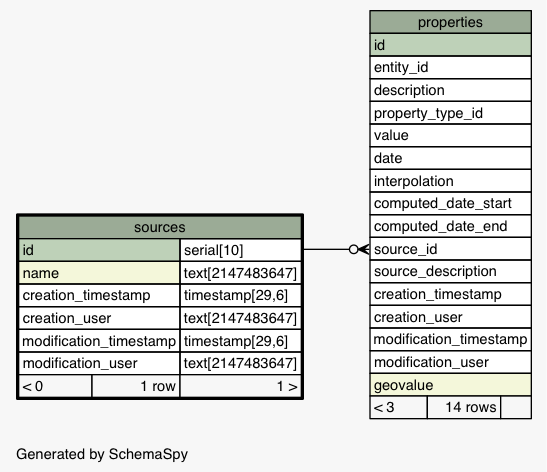 properties
id
entity_id
description
property_type_id
value
date
interpolation
computed_date_start
computed_date_end
source_id
source_description
creation_timestamp
creation_user
modification_timestamp
modification_user
geovalue
< 3 14 rows
sources
id serial[10]
name text[2147483647]
creation_timestamp timestamp[29,6]
creation_user text[2147483647]
modification_timestamp timestamp[29,6]
modification_user text[2147483647]
< 0 1 row 1 >
Generated by SchemaSpy